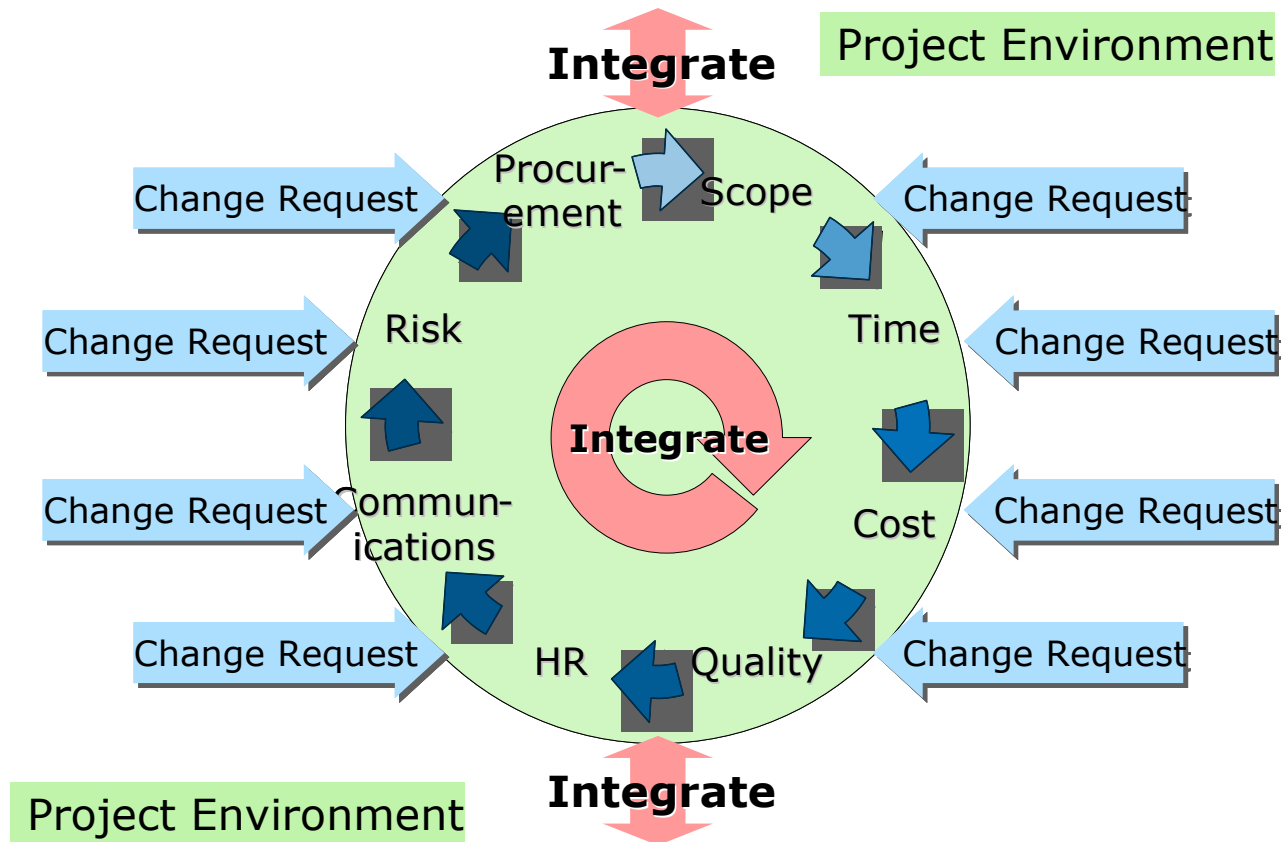 Integrate
Project Environment
Procur-
ement
Scope
Change Request
Change Request
Risk
Time
Change Request
Change Request
Integrate
Commun-
ications
Cost
Change Request
Change Request
HR
Quality
Change Request
Change Request
Integrate
Project Environment